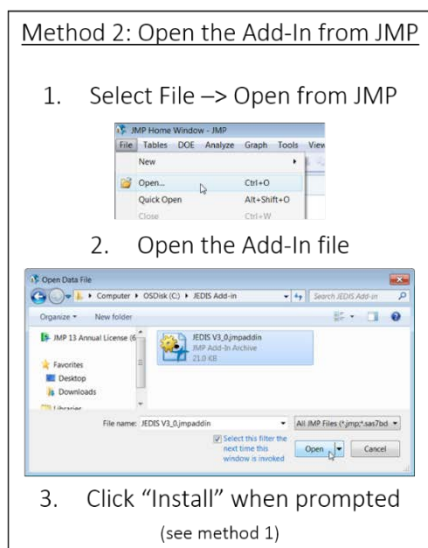 Method 2: Open the Add-In from JMP
1. Select File –> Open from JMP
JMP Home Window - JMP
File Tables DOE Analyze Graph Tools View
New
Open... Ctrl+O
Quick Open Alt+Shift+O
Close Ctrl+W
2. Open the Add-In file
Open Data File
Computer OSDisk (C:) JEDIS Add-in Search JEDIS Add-in
Organize New folder
JMP 13 Annual License (6
JEDIS V3_0.jmpaddin
JMP Add-In Archive
21.0 KB
Favorites
Desktop
Downloads
Libraries
File name: JEDIS V3_0.jmpaddin All JMP Files (*.jmp;*.sas7bd
Select this filter the
next time this
window is invoked
Open Cancel
3. Click “Install” when prompted
(see method 1)